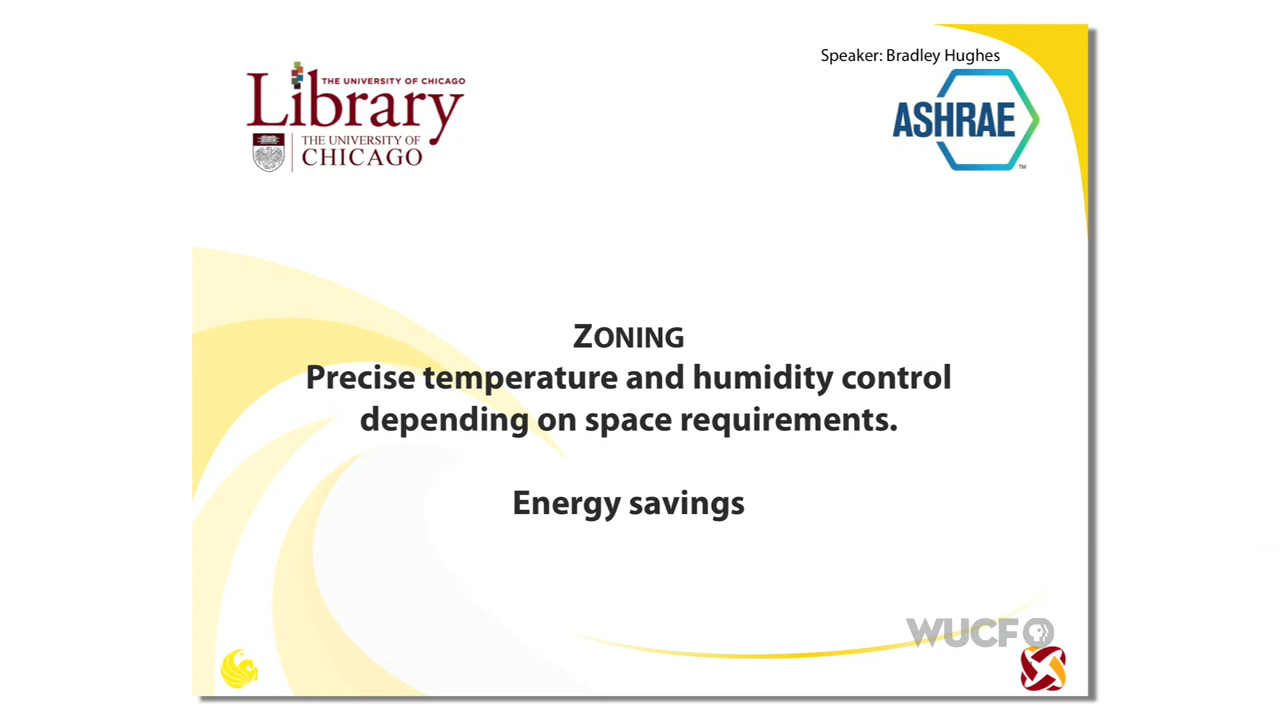 Speaker: Bradley Hughes
THE UNIVERSITY OF CHICAGO
Library
THE UNIVERSITY OF
CHICAGO
ASHRAE
TM
ZONING
Precise temperature and humidity control
depending on space requirements.
Energy savings
WUCF